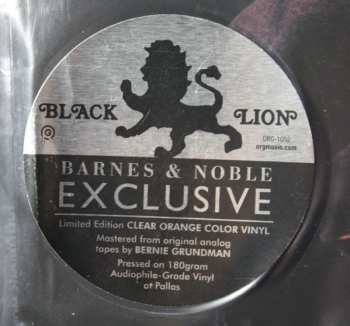 BLACK LION
ORG-1052
orgmusic.com
BARNES & NOBLE
EXCLUSIVE
Limited Edition CLEAR ORANGE COLOR VINYL
Mastered from original analog
tapes by BERNIE GRUNDMAN
Pressed on 180gram
Audiophile-Grade Vinyl
at Pallas